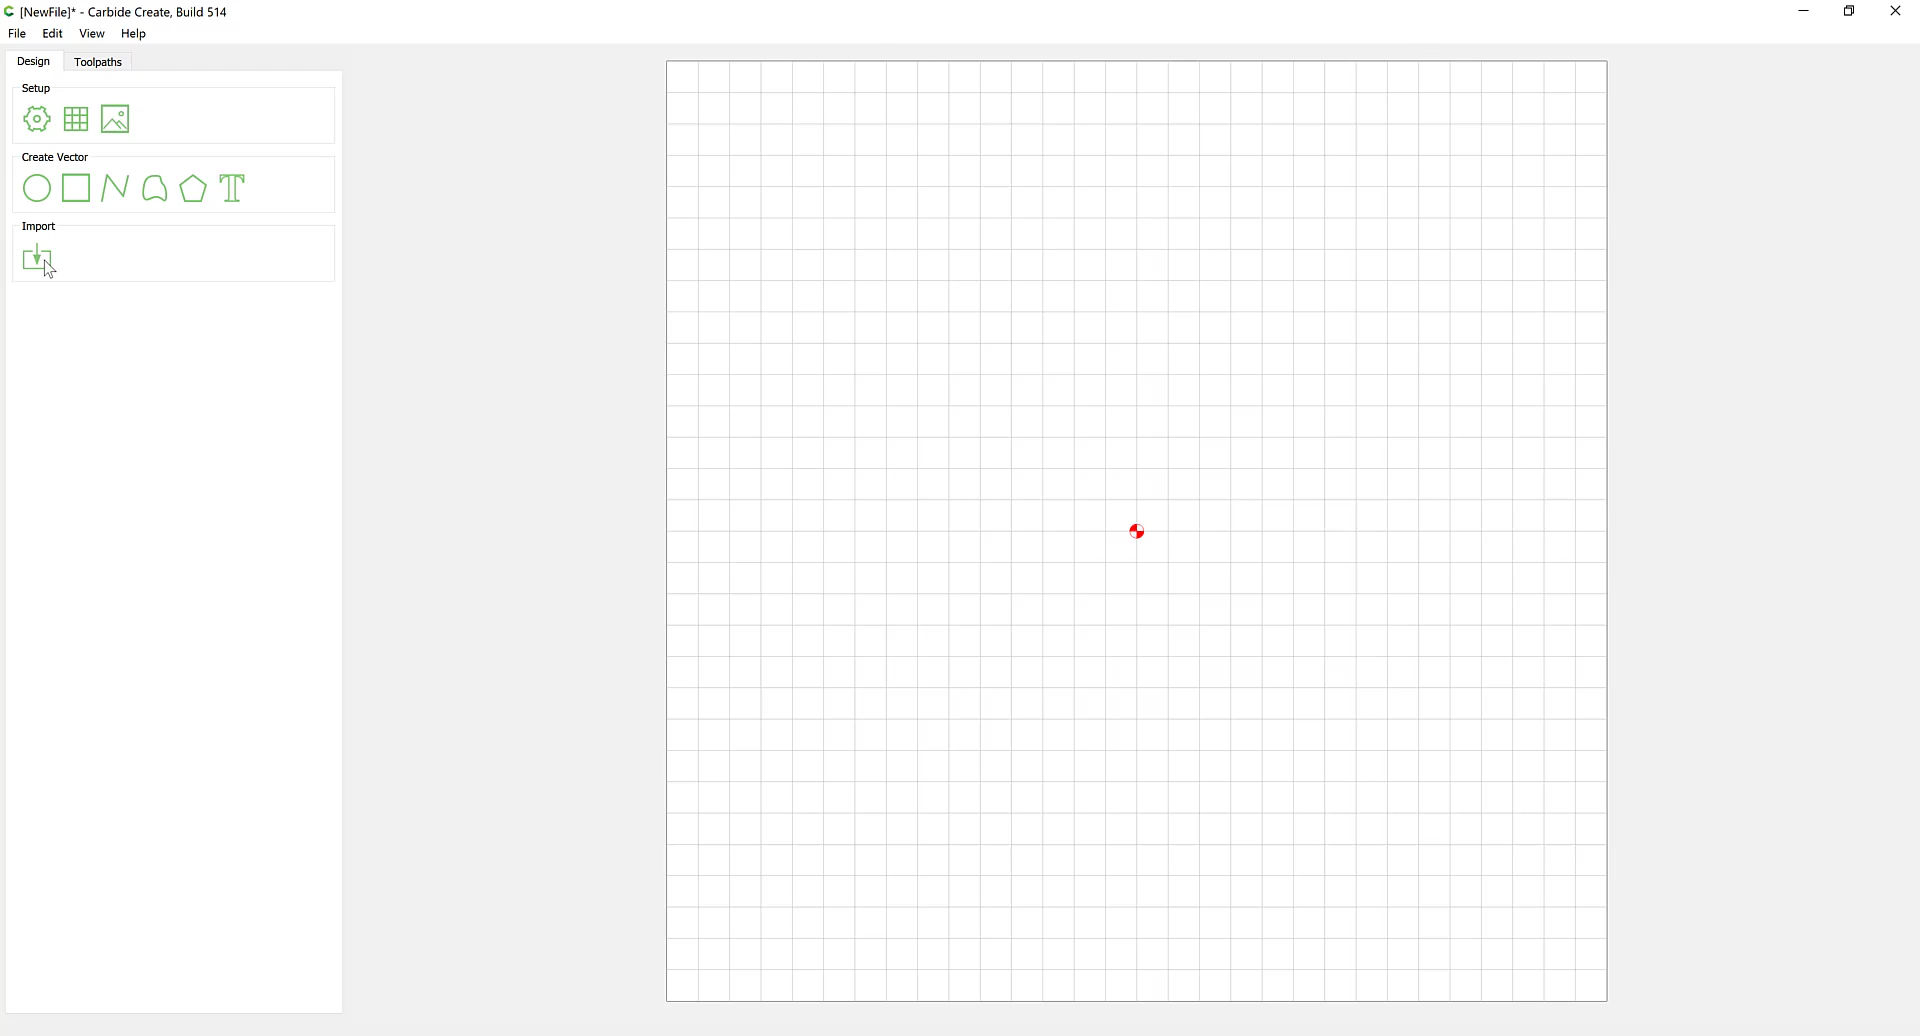 [NewFile]* - Carbide Create, Build 514
File Edit View Help
Design Toolpaths
Setup
Create Vector
Import